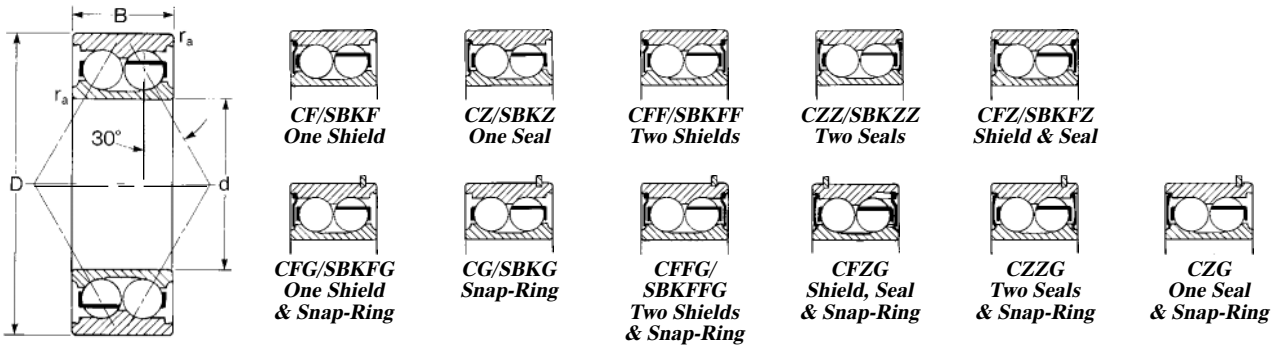 B
r a
r a
30°
D
d
CF/SBKF
One Shield
CZ/SBKZ
One Seal
CFF/SBKFF
Two Shields
CZZ/SBKZZ
Two Seals
CFZ/SBKFZ
Shield & Seal
CFG/SBKFG
One Shield
& Snap-Ring
CG/SBKG
Snap-Ring
CFFG/
SBKFFG
Two Shields
& Snap-Ring
CFZG
Shield, Seal
& Snap-Ring
CZZG
Two Seals
& Snap-Ring
CZG
One Seal
& Snap-Ring